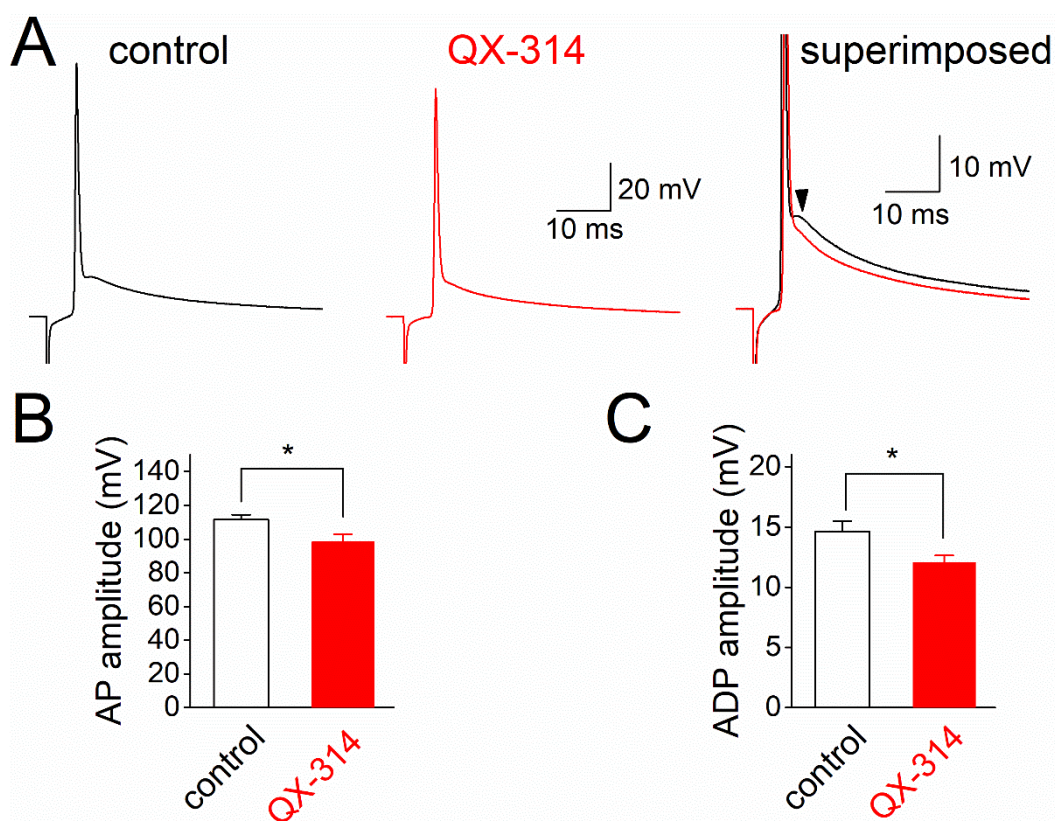 A
control
QX-314
superimposed
20 mV
10 ms
10 mV
10 ms
B
AP amplitude (mV)
140
120
100
80
60
40
20
0
*
control
QX-314
C
ADP amplitude (mV)
20
15
10
5
0
*
control
QX-314